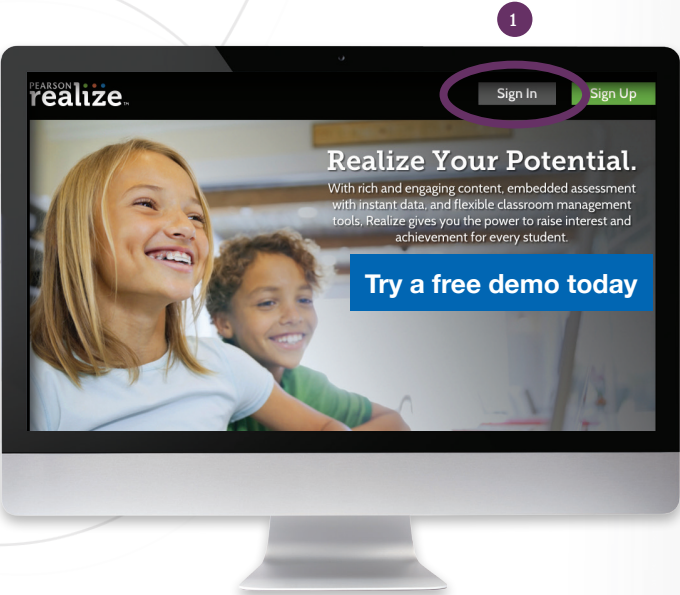 1
PEARSON
realize™
Sign In
Sign Up
Realize Your Potential.
With rich and engaging content, embedded assessment
with instant data, and flexible classroom management
tools, Realize gives you the power to raise interest and
achievement for every student.
Try a free demo today